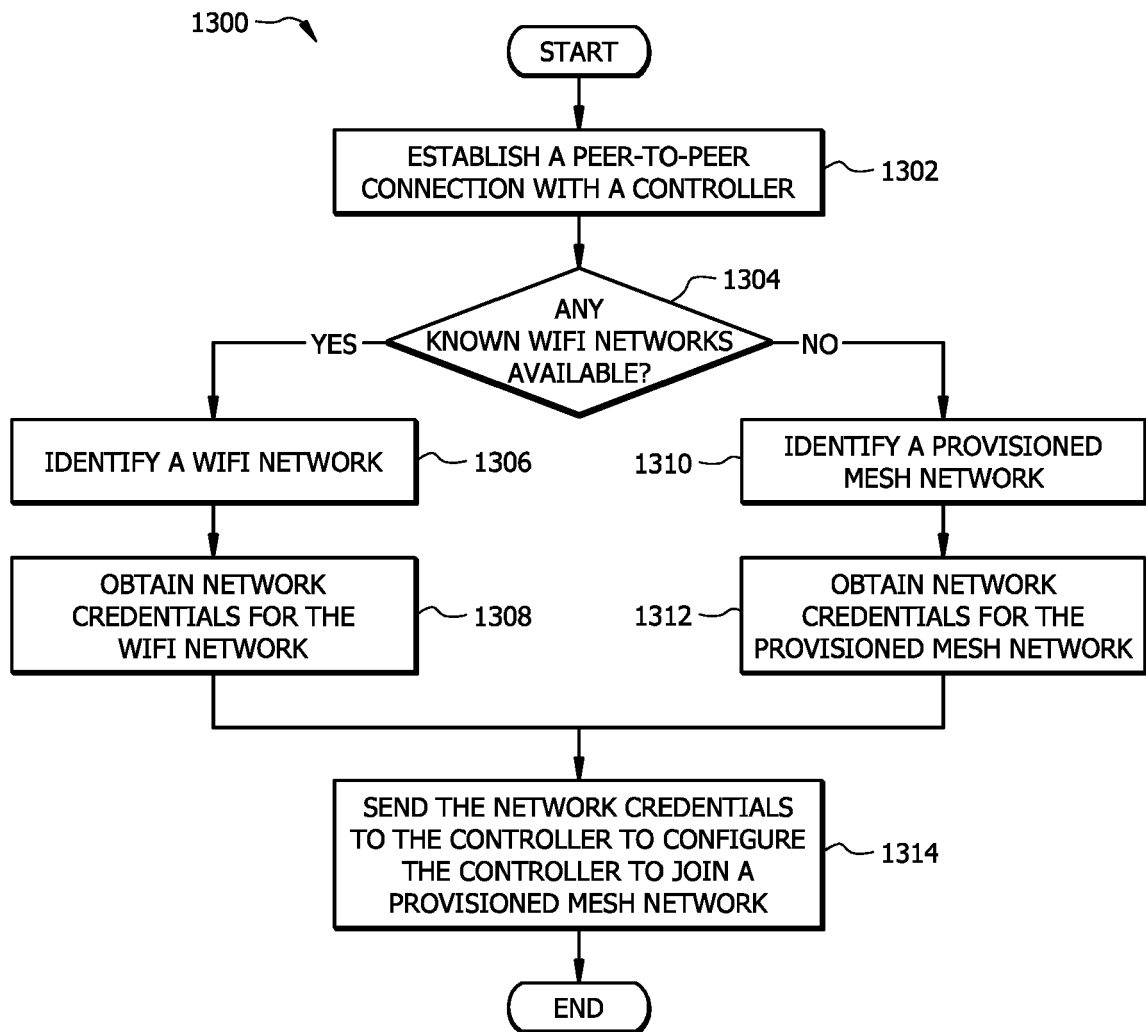 1300
START
ESTABLISH A PEER-TO-PEER
CONNECTION WITH A CONTROLLER
1302
1304
ANY
KNOWN WIFI NETWORKS
AVAILABLE?
YES
NO
IDENTIFY A WIFI NETWORK
1306
1310
IDENTIFY A PROVISIONED
MESH NETWORK
OBTAIN NETWORK
CREDENTIALS FOR THE
WIFI NETWORK
1308
1312
OBTAIN NETWORK
CREDENTIALS FOR THE
PROVISIONED MESH NETWORK
SEND THE NETWORK CREDENTIALS
TO THE CONTROLLER TO CONFIGURE
THE CONTROLLER TO JOIN A
PROVISIONED MESH NETWORK
1314
END